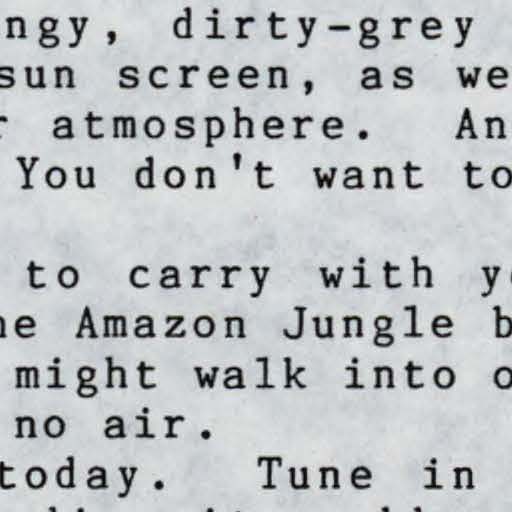 ngy, dirty-grey
sun screen, as we
r atmosphere. An
You don't want to
to carry with y
ne Amazon Jungle b
might walk into o
no air.
today. Tune in